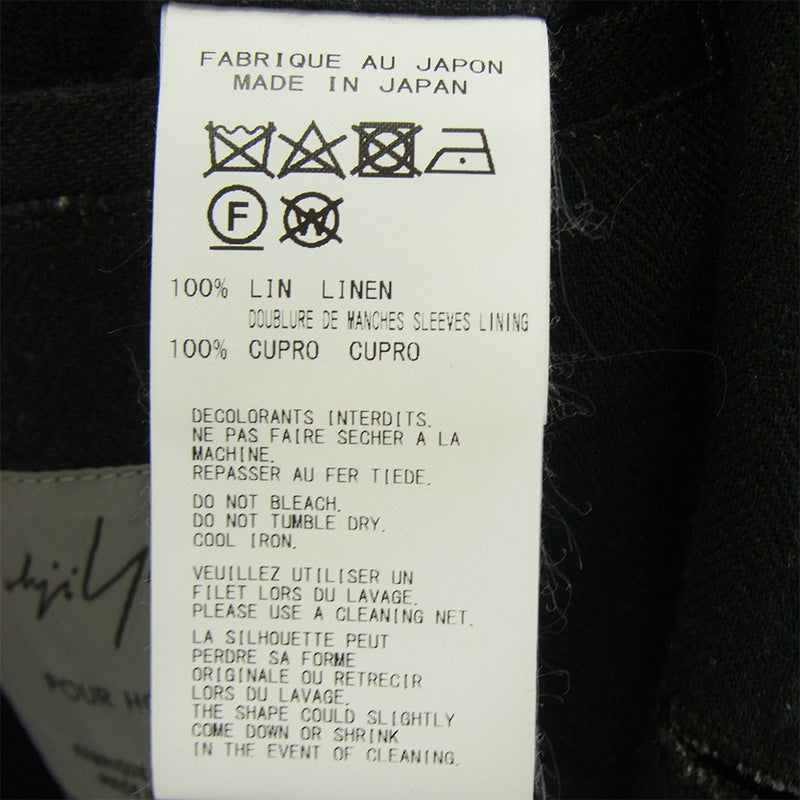 FABRIQUE AU JAPON
MADE IN JAPAN
F W
100% LIN LINEN
DOUBLURE DE MANCHES SLEEVES LINING
100% CUPRO CUPRO
DECOLORANTS INTERDITS.
NE PAS FAIRE SECHER A LA
MACHINE.
REPASSER AU FER TIEDE.
DO NOT BLEACH.
DO NOT TUMBLE DRY.
COOL IRON.
VEUILLEZ UTILISER UN
FILET LORS DU LAVAGE.
PLEASE USE A CLEANING NET.
LA SILHOUETTE PEUT
PERDRE SA FORME
ORIGINALE OU RETRECIR
LORS DU LAVAGE.
THE SHAPE COULD SLIGHTLY
COME DOWN OR SHRINK
IN THE EVENT OF CLEANING.
POUR